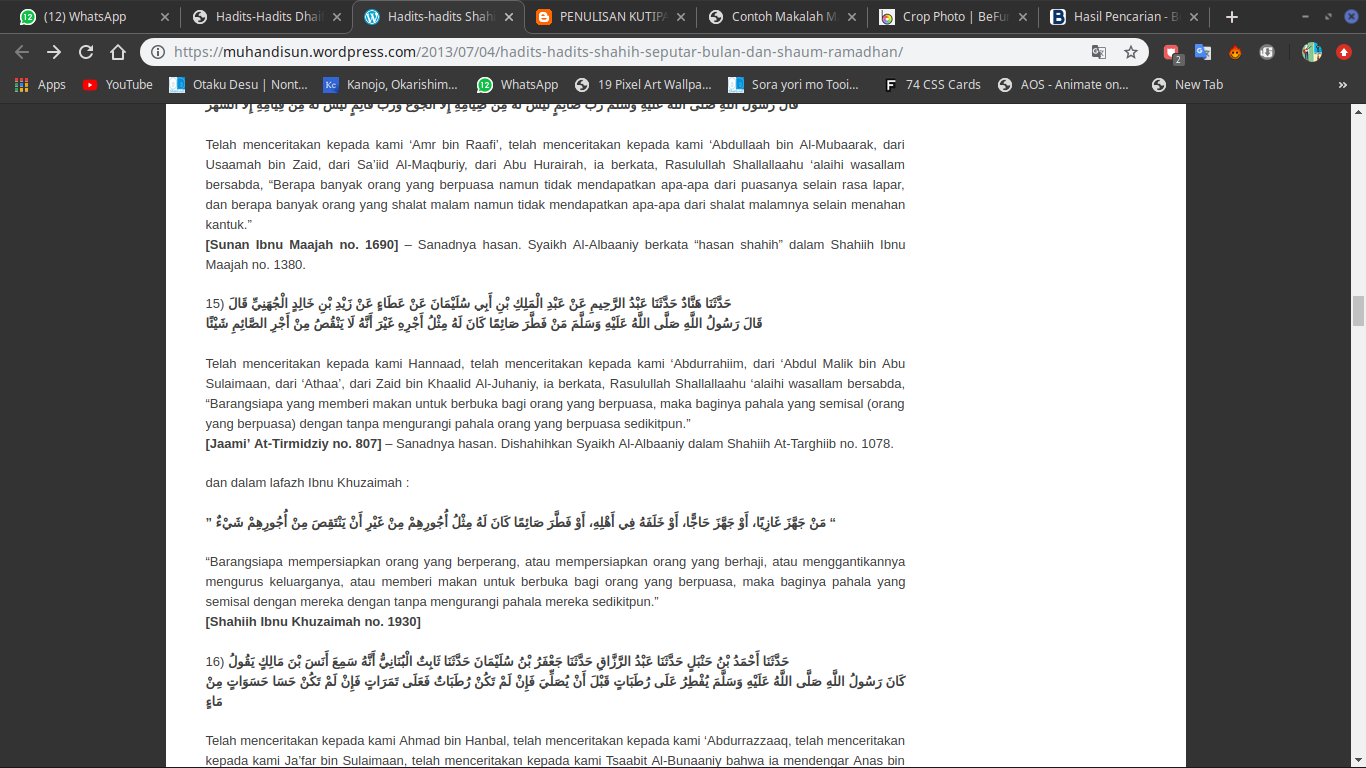 (12) WhatsApp
Hadits-Hadits Dhai
Hadits-hadits Shahi
PENULISAN KUTIPA
Contoh Makalah M
Crop Photo | BeFun
Hasil Pencarian - B
https://muhandisun.wordpress.com/2013/07/04/hadits-hadits-shahih-seputar-bulan-dan-shaum-ramadhan/
2
Apps
YouTube
Otaku Desu | Nont...
Kc Kanojo, Okarishim...
12 WhatsApp
19 Pixel Art Wallpa...
Sora yori mo Tooi...
F 74 CSS Cards
AOS - Animate on...
New Tab
»
قَالَ رَسُولُ اللَّهِ صَلَّى اللَّهُ عَلَيْهِ وَسَلَّمَ رُبَّ صَائِمٍ لَيْسَ لَهُ مِنْ صِيَامِهِ إِلَّا الْجُوعُ وَرُبَّ قَائِمٍ لَيْسَ لَهُ مِنْ قِيَامِهِ إِلَّا السَّهَرُ
Telah menceritakan kepada kami ‘Amr bin Raafi’, telah menceritakan kepada kami ‘Abdullaah bin Al-Mubaarak, dari
Usaamah bin Zaid, dari Sa’iid Al-Maqburiy, dari Abu Hurairah, ia berkata, Rasulullah Shallallaahu ‘alaihi wasallam
bersabda, “Berapa banyak orang yang berpuasa namun tidak mendapatkan apa-apa dari puasanya selain rasa lapar,
dan berapa banyak orang yang shalat malam namun tidak mendapatkan apa-apa dari shalat malamnya selain menahan
kantuk.”
[Sunan Ibnu Maajah no. 1690] – Sanadnya hasan. Syaikh Al-Albaaniy berkata “hasan shahih” dalam Shahiih Ibnu
Maajah no. 1380.
15) حَدَّثَنَا هَنَّادٌ حَدَّثَنَا عَبْدُ الرَّحِيمِ عَنْ عَبْدِ الْمَلِكِ بْنِ أَبِي سُلَيْمَانَ عَنْ عَطَاءٍ عَنْ زَيْدِ بْنِ خَالِدٍ الْجُهَنِيِّ قَالَ
قَالَ رَسُولُ اللَّهِ صَلَّى اللَّهُ عَلَيْهِ وَسَلَّمَ مَنْ فَطَّرَ صَائِمًا كَانَ لَهُ مِثْلُ أَجْرِهِ غَيْرَ أَنَّهُ لَا يَنْقُصُ مِنْ أَجْرِ الصَّائِمِ شَيْئًا
Telah menceritakan kepada kami Hannaad, telah menceritakan kepada kami ‘Abdurrahiim, dari ‘Abdul Malik bin Abu
Sulaimaan, dari ‘Athaa’, dari Zaid bin Khaalid Al-Juhaniy, ia berkata, Rasulullah Shallallaahu ‘alaihi wasallam bersabda,
“Barangsiapa yang memberi makan untuk berbuka bagi orang yang berpuasa, maka baginya pahala yang semisal (orang
yang berpuasa) dengan tanpa mengurangi pahala orang yang berpuasa sedikitpun.”
[Jaami’ At-Tirmidziy no. 807] – Sanadnya hasan. Dishahihkan Syaikh Al-Albaaniy dalam Shahiih At-Targhiib no. 1078.
dan dalam lafazh Ibnu Khuzaimah :
“ مَنْ جَهَّزَ غَازِيًا، أَوْ جَهَّزَ حَاجًّا، أَوْ خَلَفَهُ فِي أَهْلِهِ، أَوْ فَطَّرَ صَائِمًا كَانَ لَهُ مِثْلُ أُجُورِهِمْ مِنْ غَيْرِ أَنْ يَنْتَقِصَ مِنْ أُجُورِهِمْ شَيْءٌ ”
“Barangsiapa mempersiapkan orang yang berperang, atau mempersiapkan orang yang berhaji, atau menggantikannya
mengurus keluarganya, atau memberi makan untuk berbuka bagi orang yang berpuasa, maka baginya pahala yang
semisal dengan mereka dengan tanpa mengurangi pahala mereka sedikitpun.”
[Shahiih Ibnu Khuzaimah no. 1930]
16) حَدَّثَنَا أَحْمَدُ بْنُ حَنْبَلٍ حَدَّثَنَا عَبْدُ الرَّزَّاقِ حَدَّثَنَا جَعْفَرُ بْنُ سُلَيْمَانَ حَدَّثَنَا ثَابِتٌ الْبُنَانِيُّ أَنَّهُ سَمِعَ أَنَسَ بْنَ مَالِكٍ يَقُولُ
كَانَ رَسُولُ اللَّهِ صَلَّى اللَّهُ عَلَيْهِ وَسَلَّمَ يُفْطِرُ عَلَى رُطَبَاتٍ قَبْلَ أَنْ يُصَلِّيَ فَإِنْ لَمْ تَكُنْ رُطَبَاتٌ فَعَلَى تَمَرَاتٍ فَإِنْ لَمْ تَكُنْ حَسَا حَسَوَاتٍ مِنْ
مَاءٍ
Telah menceritakan kepada kami Ahmad bin Hanbal, telah menceritakan kepada kami ‘Abdurrazzaaq, telah menceritakan
kepada kami Ja’far bin Sulaimaan, telah menceritakan kepada kami Tsaabit Al-Bunaaniy bahwa ia mendengar Anas bin